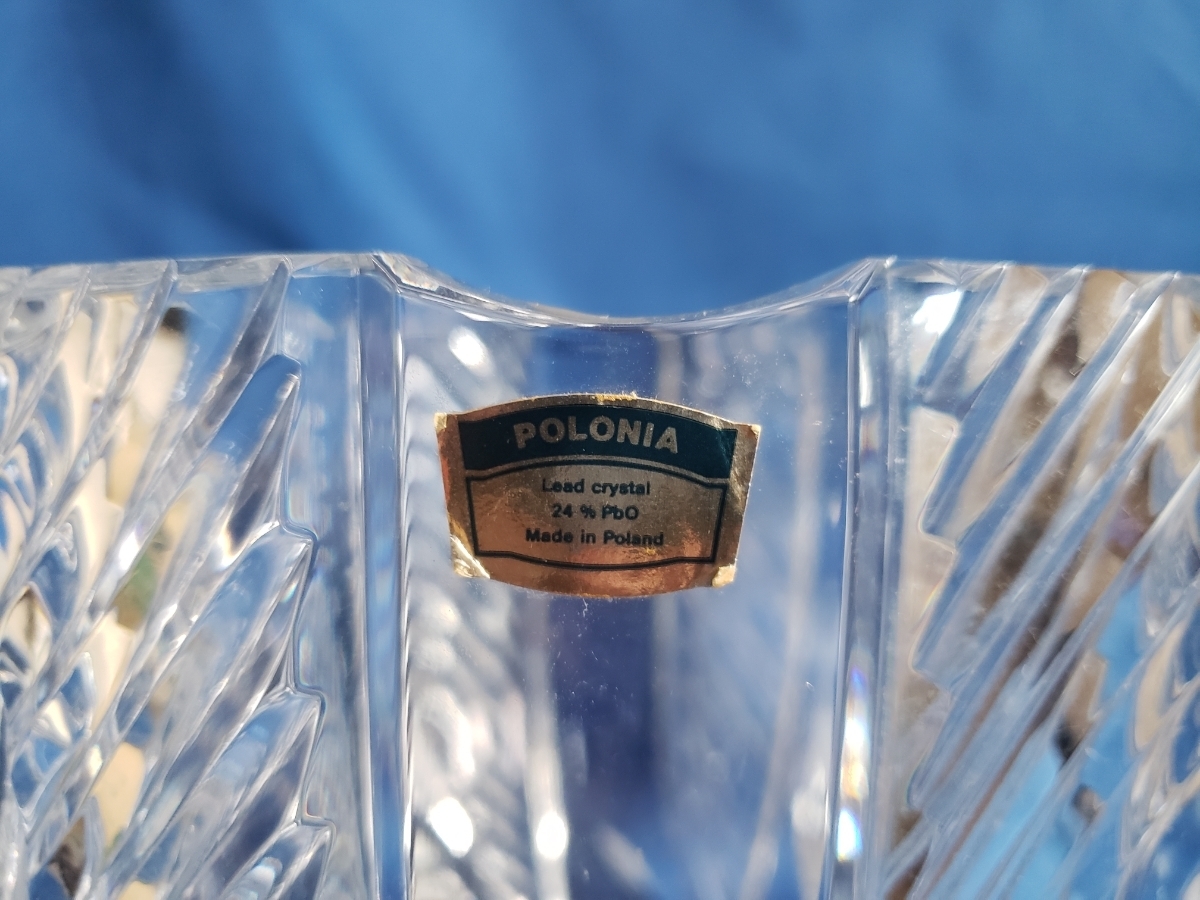 POLONIA
Lead crystal
24 % PbO
Made in Poland